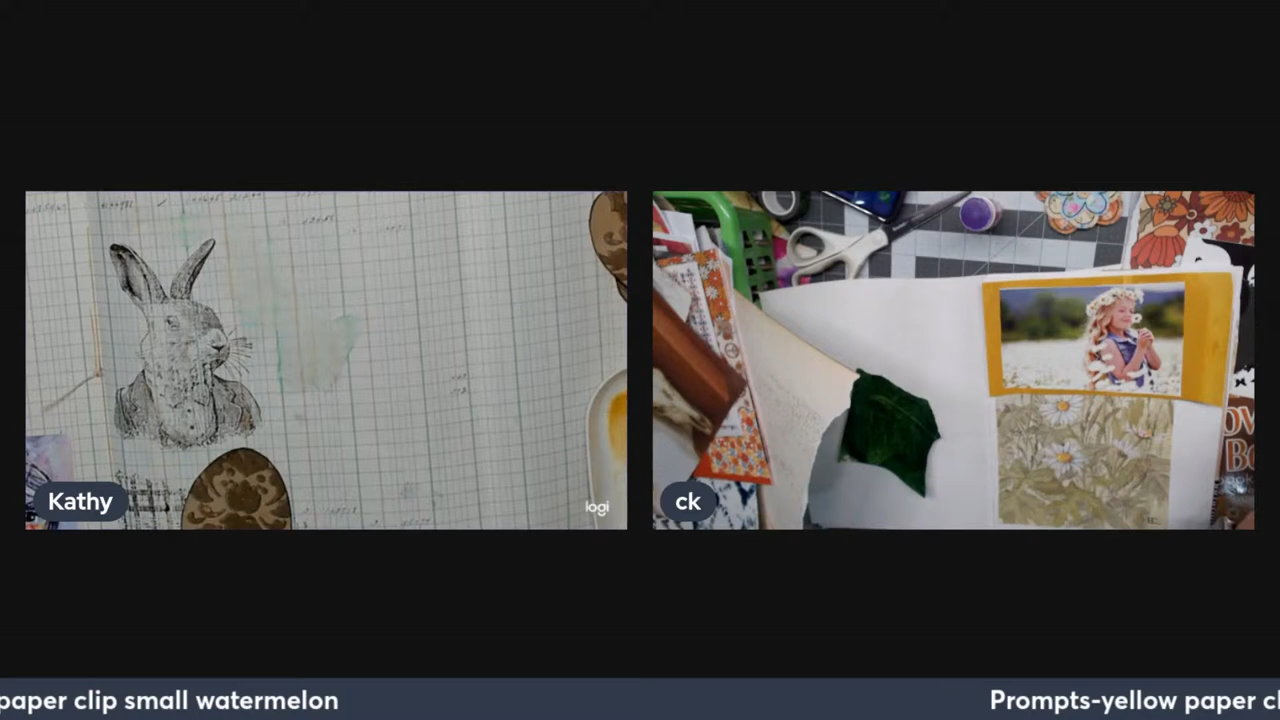 Kathy
logi
ck
paper clip small watermelon
Prompts-yellow paper cl